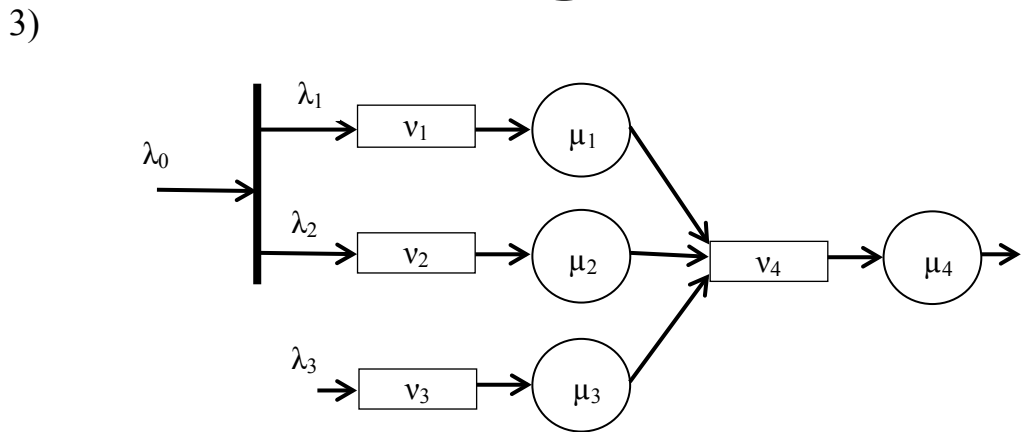 3)
λ₁
ν₁
μ₁
λ₀
λ₂
ν₂
μ₂
ν₄
μ₄
λ₃
ν₃
μ₃